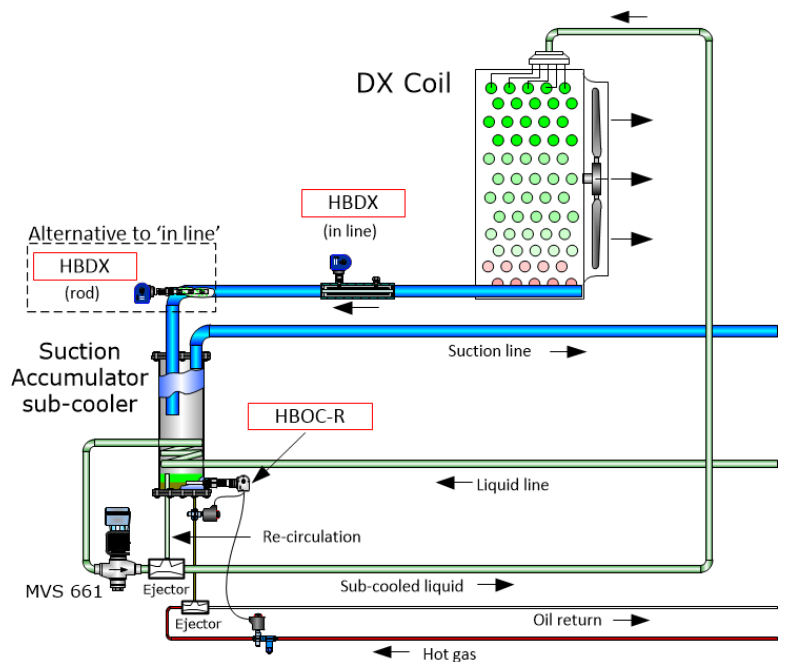 DX Coil
HBDX
(in line)
Alternative to ‘in line’
HBDX
(rod)
Suction line
Suction
Accumulator
sub-cooler
HBOC-R
Liquid line
Re-circulation
MVS 661
Ejector
Sub-cooled liquid
Ejector
Oil return
Hot gas